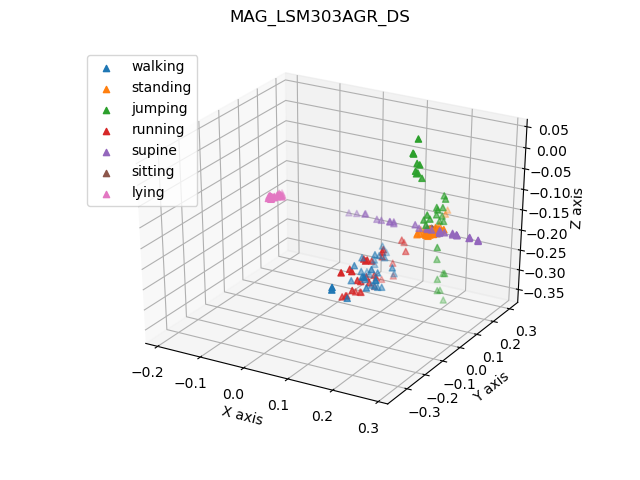 MAG_LSM303AGR_DS
walking
standing
jumping
running
supine
sitting
lying
0.05
0.00
−0.05
−0.10
−0.15
−0.20
−0.25
−0.30
−0.35
Z axis
−0.2
−0.1
0.0
0.1
0.2
0.3
X axis
−0.3
−0.2
−0.1
0.0
0.1
0.2
0.3
Y axis